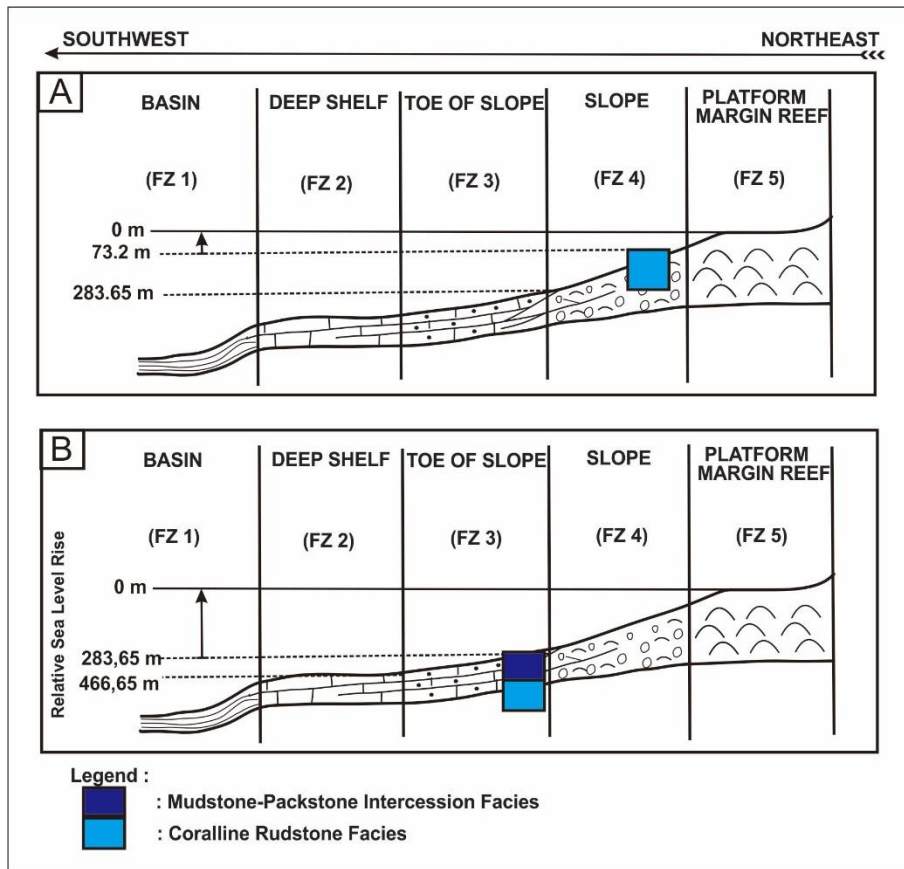 SOUTHWEST NORTHEAST
A
BASIN DEEP SHELF TOE OF SLOPE SLOPE PLATFORM
MARGIN REEF
(FZ 1) (FZ 2) (FZ 3) (FZ 4) (FZ 5)
0 m
73.2 m
283.65 m
B
BASIN DEEP SHELF TOE OF SLOPE SLOPE PLATFORM
MARGIN REEF
(FZ 1) (FZ 2) (FZ 3) (FZ 4) (FZ 5)
Relative Sea Level Rise
0 m
283,65 m
466,65 m
Legend :
: Mudstone-Packstone Intercession Facies
: Coralline Rudstone Facies